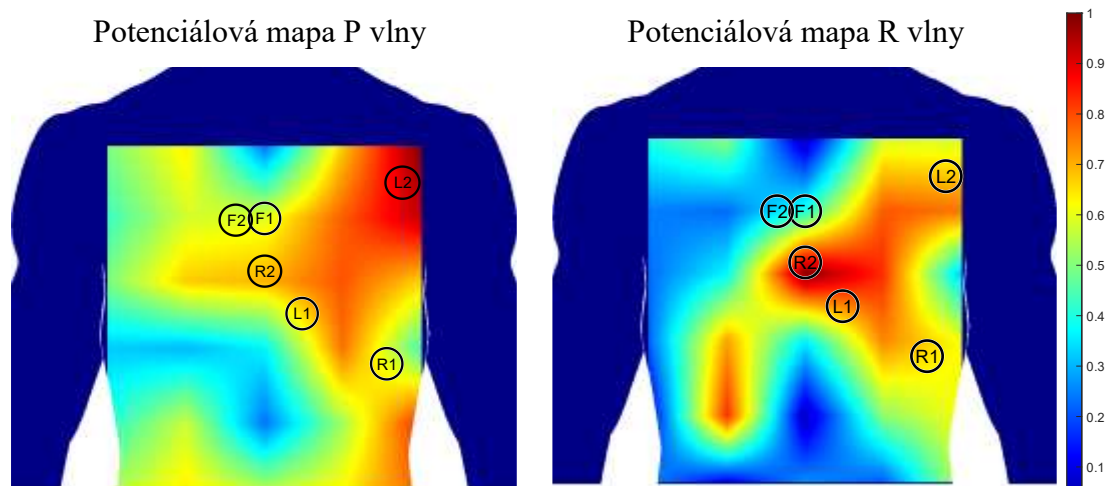 Potenciálová mapa P vlny
L2
F2 F1
R2
L1
R1
Potenciálová mapa R vlny
L2
F2 F1
R2
L1
R1
1
0.9
0.8
0.7
0.6
0.5
0.4
0.3
0.2
0.1